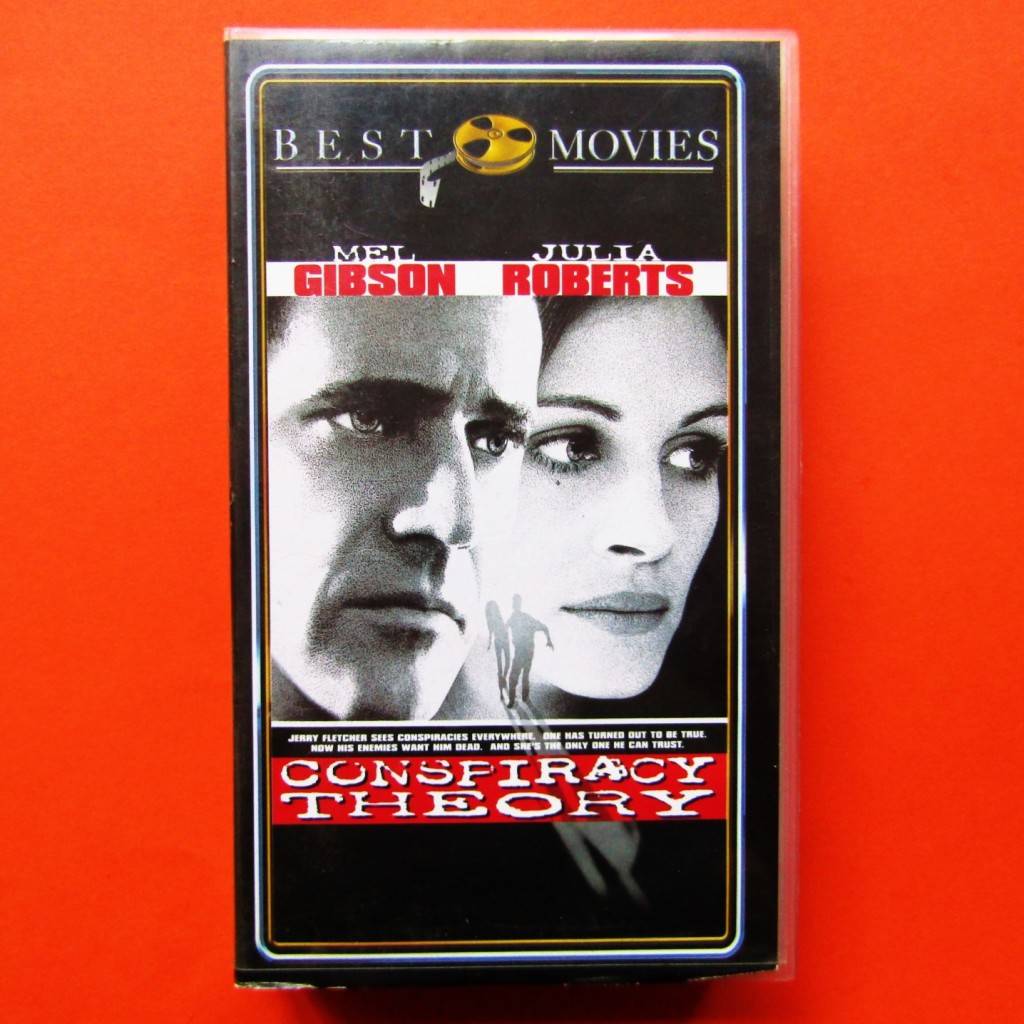 BEST MOVIES
MEL JULIA
GIBSON ROBERTS
JERRY FLETCHER SEES CONSPIRACIES EVERYWHERE. ONE HAS TURNED OUT TO BE TRUE.
NOW HIS ENEMIES WANT HIM DEAD. AND SHE'S THE ONLY ONE HE CAN TRUST.
CONSPIRACY
THEORY